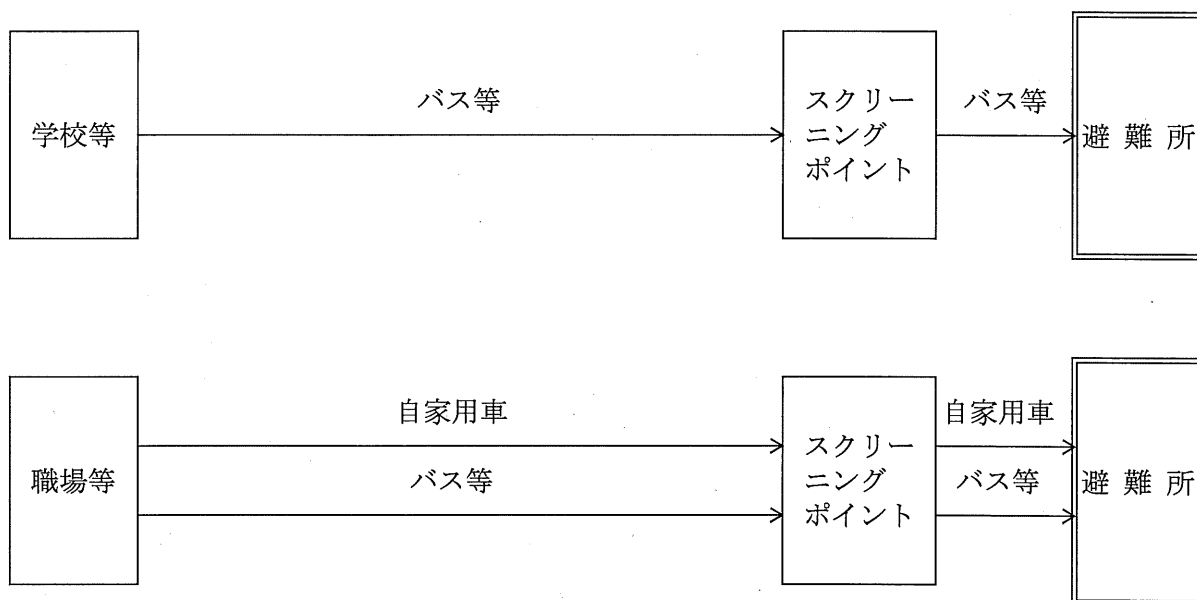 学校等
バス等
スクリー
ニング
ポイント
バス等
避難所
職場等
自家用車
バス等
スクリー
ニング
ポイント
自家用車
バス等
避難所